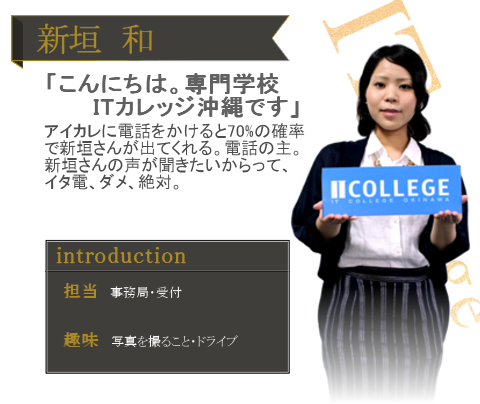 新垣 和
「こんにちは。専門学校
ITカレッジ沖縄です」
アイカレに電話をかけると70%の確率
で新垣さんが出てくれる。電話の主。
新垣さんの声が聞きたいからって、
イタ電、ダメ、絶対。
IICOLLEGE
IT COLLEGE OKINAWA
introduction
担当 事務局・受付
趣味 写真を撮ること・ドライブ